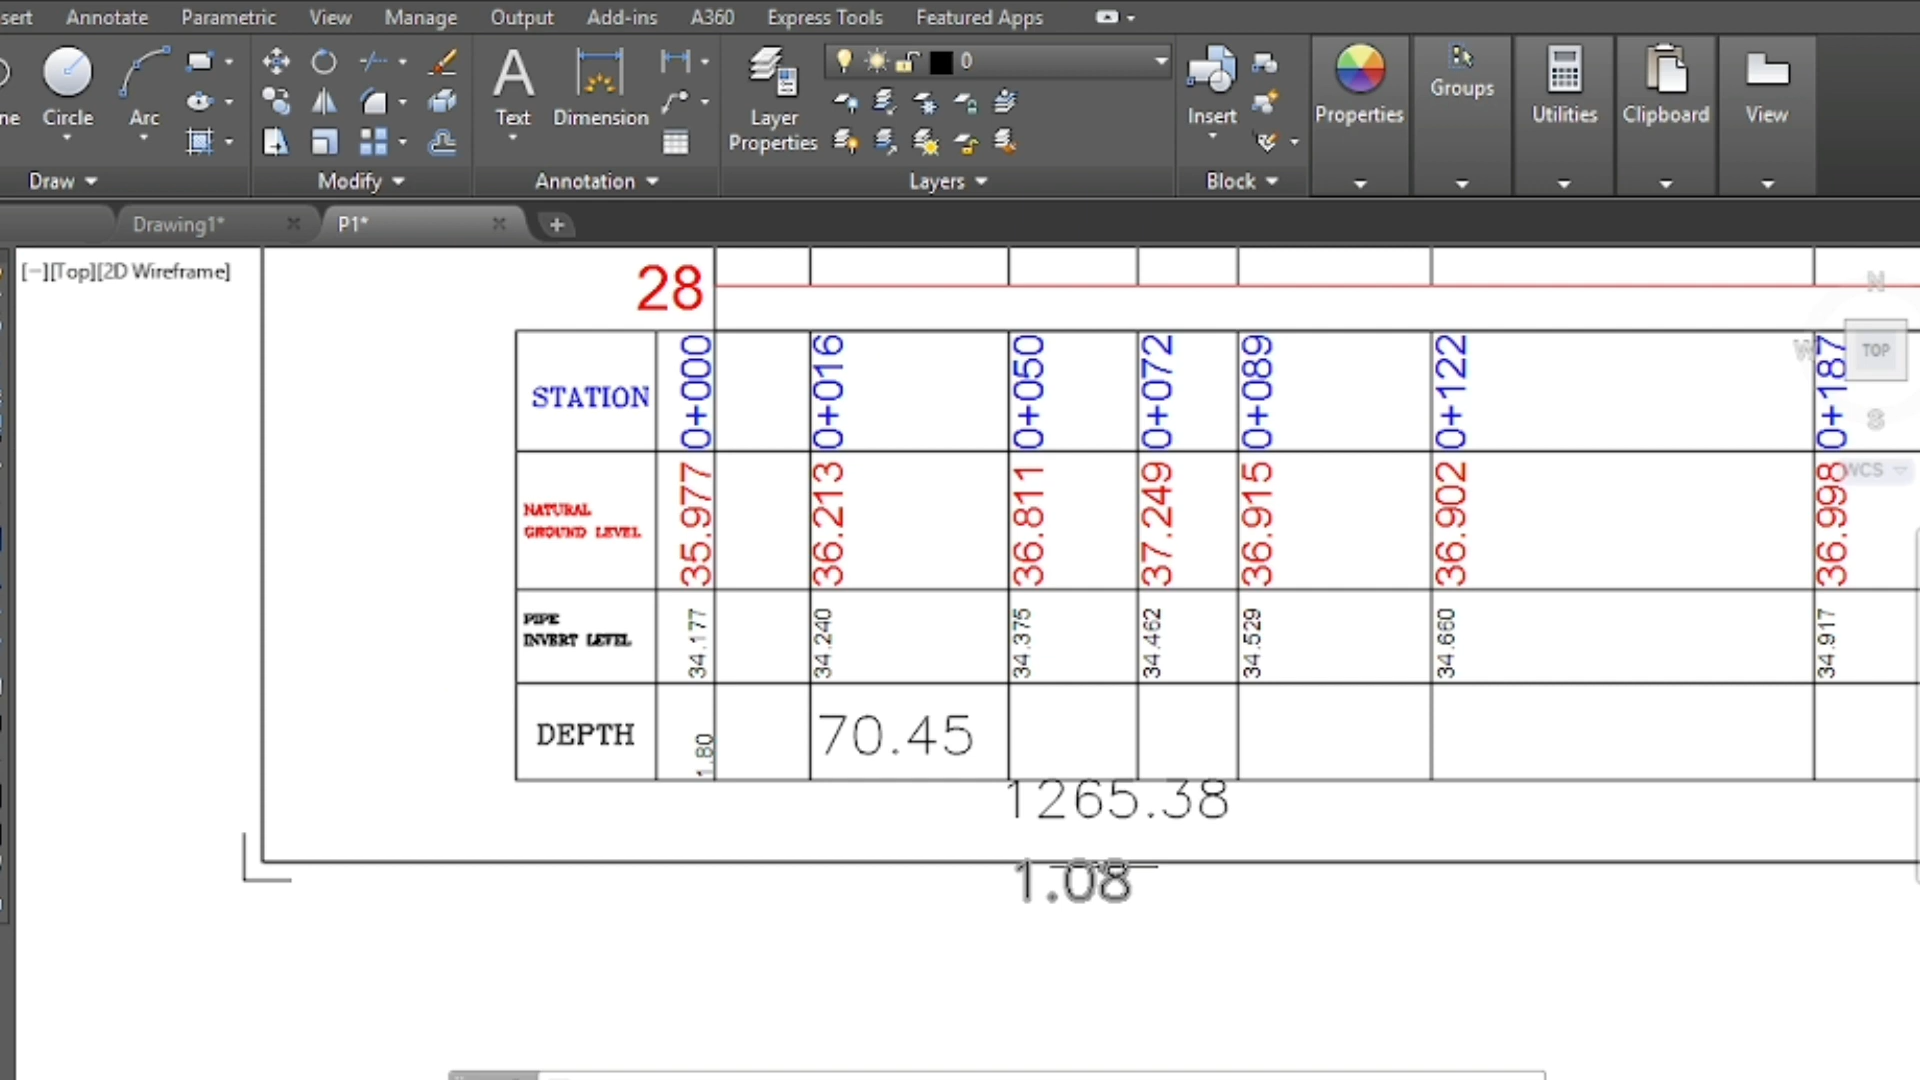 Annotate Parametric View Manage Output Add-ins A360 Express Tools Featured Apps
Circle Arc Text Dimension Layer Properties 0 Insert Properties Groups Utilities Clipboard View
Draw Modify Annotation Layers Block
Drawing1* P1*
[−][Top][2D Wireframe]
28
N
W TOP
S
WCS
STATION 0+000 0+016 0+050 0+072 0+089 0+122 0+187
NATURAL
GROUND LEVEL
35.977 36.213 36.811 37.249 36.915 36.902 36.998
PIPE
INVERT LEVEL
34.177 34.240 34.375 34.462 34.529 34.660 34.917
DEPTH 1.80 70.45
1265.38
1.08